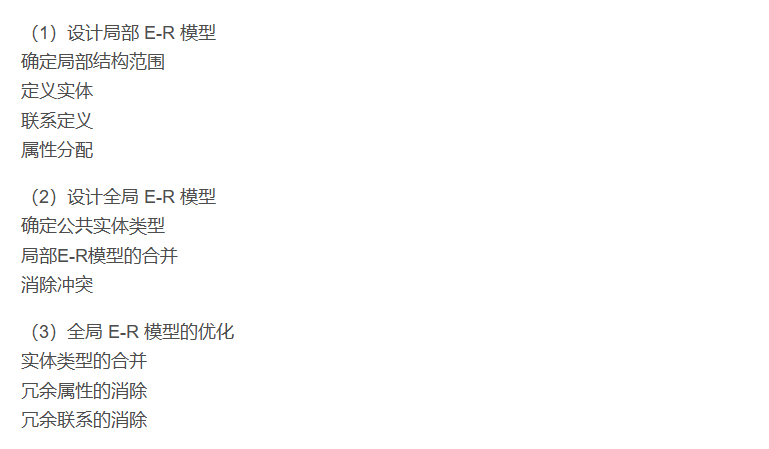 （1）设计局部 E-R 模型
确定局部结构范围
定义实体
联系定义
属性分配
（2）设计全局 E-R 模型
确定公共实体类型
局部E-R模型的合并
消除冲突
（3）全局 E-R 模型的优化
实体类型的合并
冗余属性的消除
冗余联系的消除